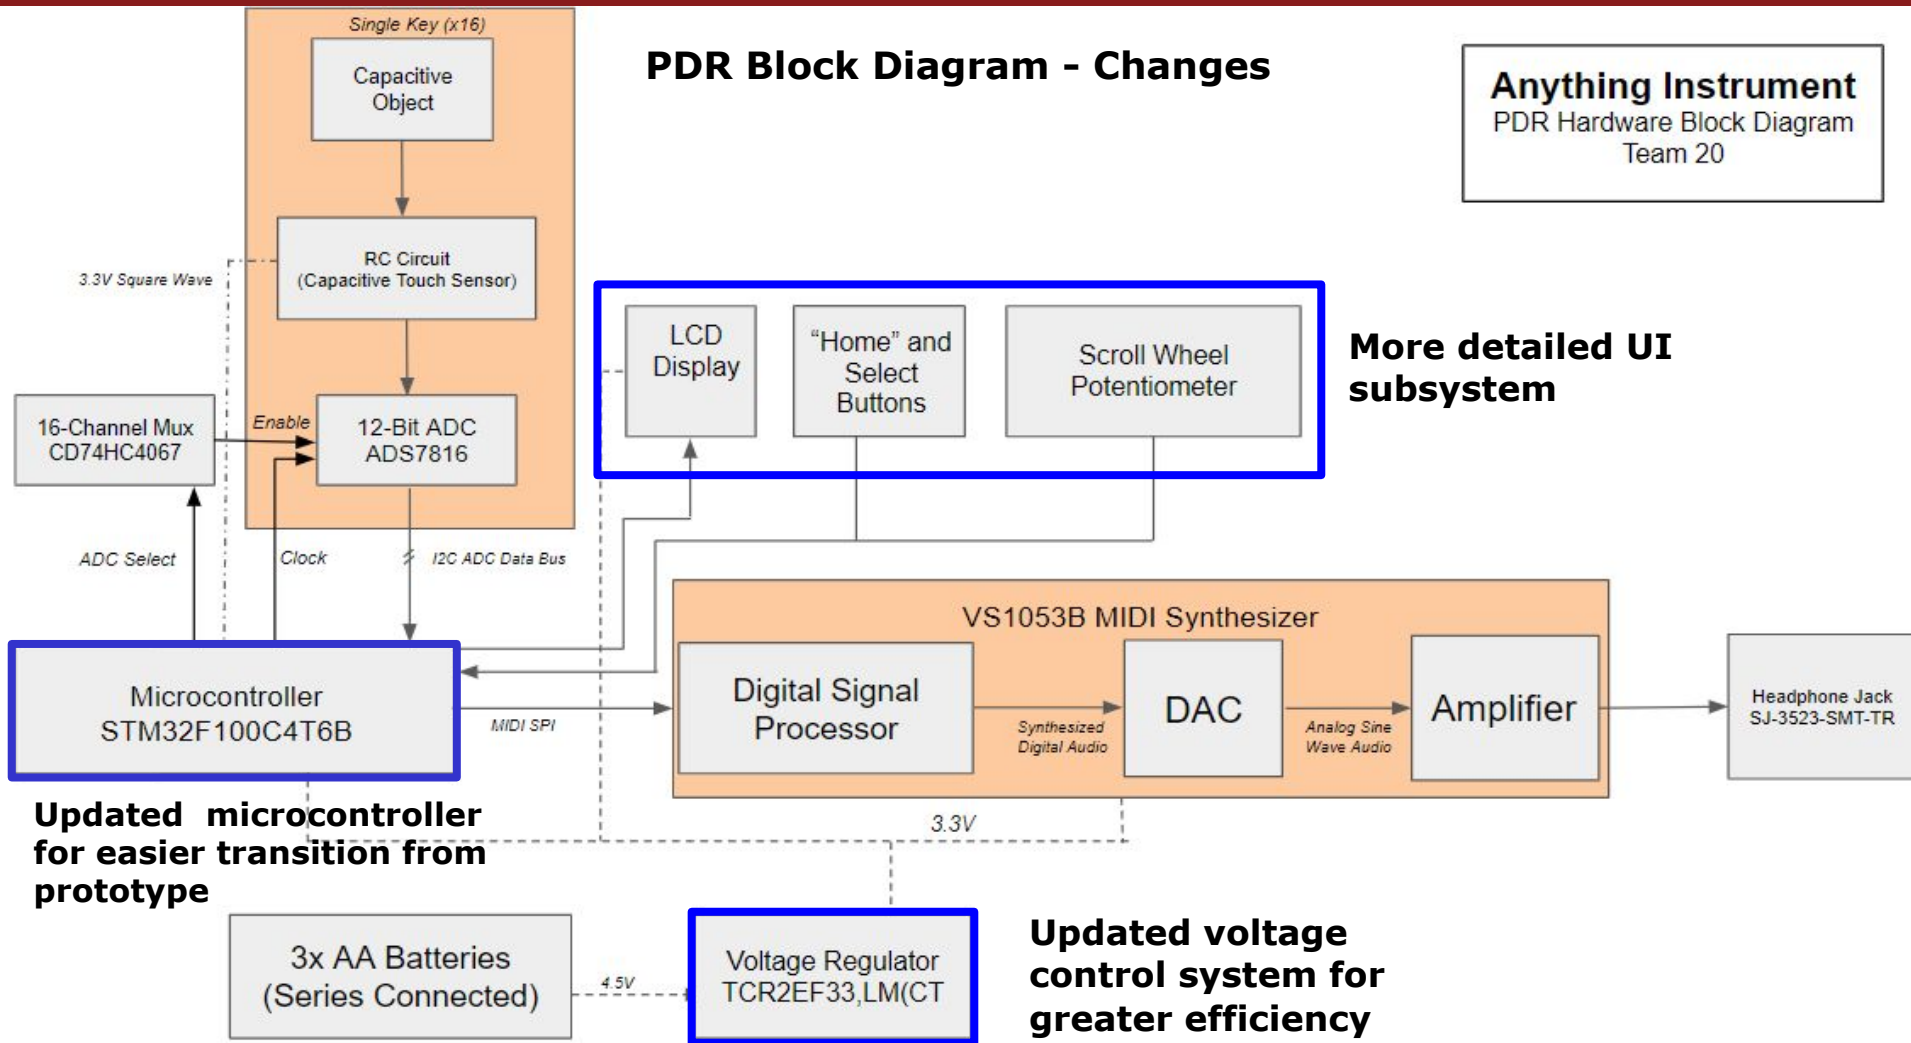 Single Key (x16)
PDR Block Diagram - Changes
Anything Instrument
PDR Hardware Block Diagram
Team 20
Capacitive
Object
RC Circuit
(Capacitive Touch Sensor)
3.3V Square Wave
LCD
Display
“Home” and
Select
Buttons
Scroll Wheel
Potentiometer
More detailed UI
subsystem
16-Channel Mux
CD74HC4067
Enable
12-Bit ADC
ADS7816
ADC Select
Clock
I2C ADC Data Bus
VS1053B MIDI Synthesizer
Microcontroller
STM32F100C4T6B
MIDI SPI
Digital Signal
Processor
Synthesized
Digital Audio
DAC
Analog Sine
Wave Audio
Amplifier
Headphone Jack
SJ-3523-SMT-TR
Updated microcontroller
for easier transition from
prototype
3.3V
3x AA Batteries
(Series Connected)
4.5V
Voltage Regulator
TCR2EF33,LM(CT
Updated voltage
control system for
greater efficiency